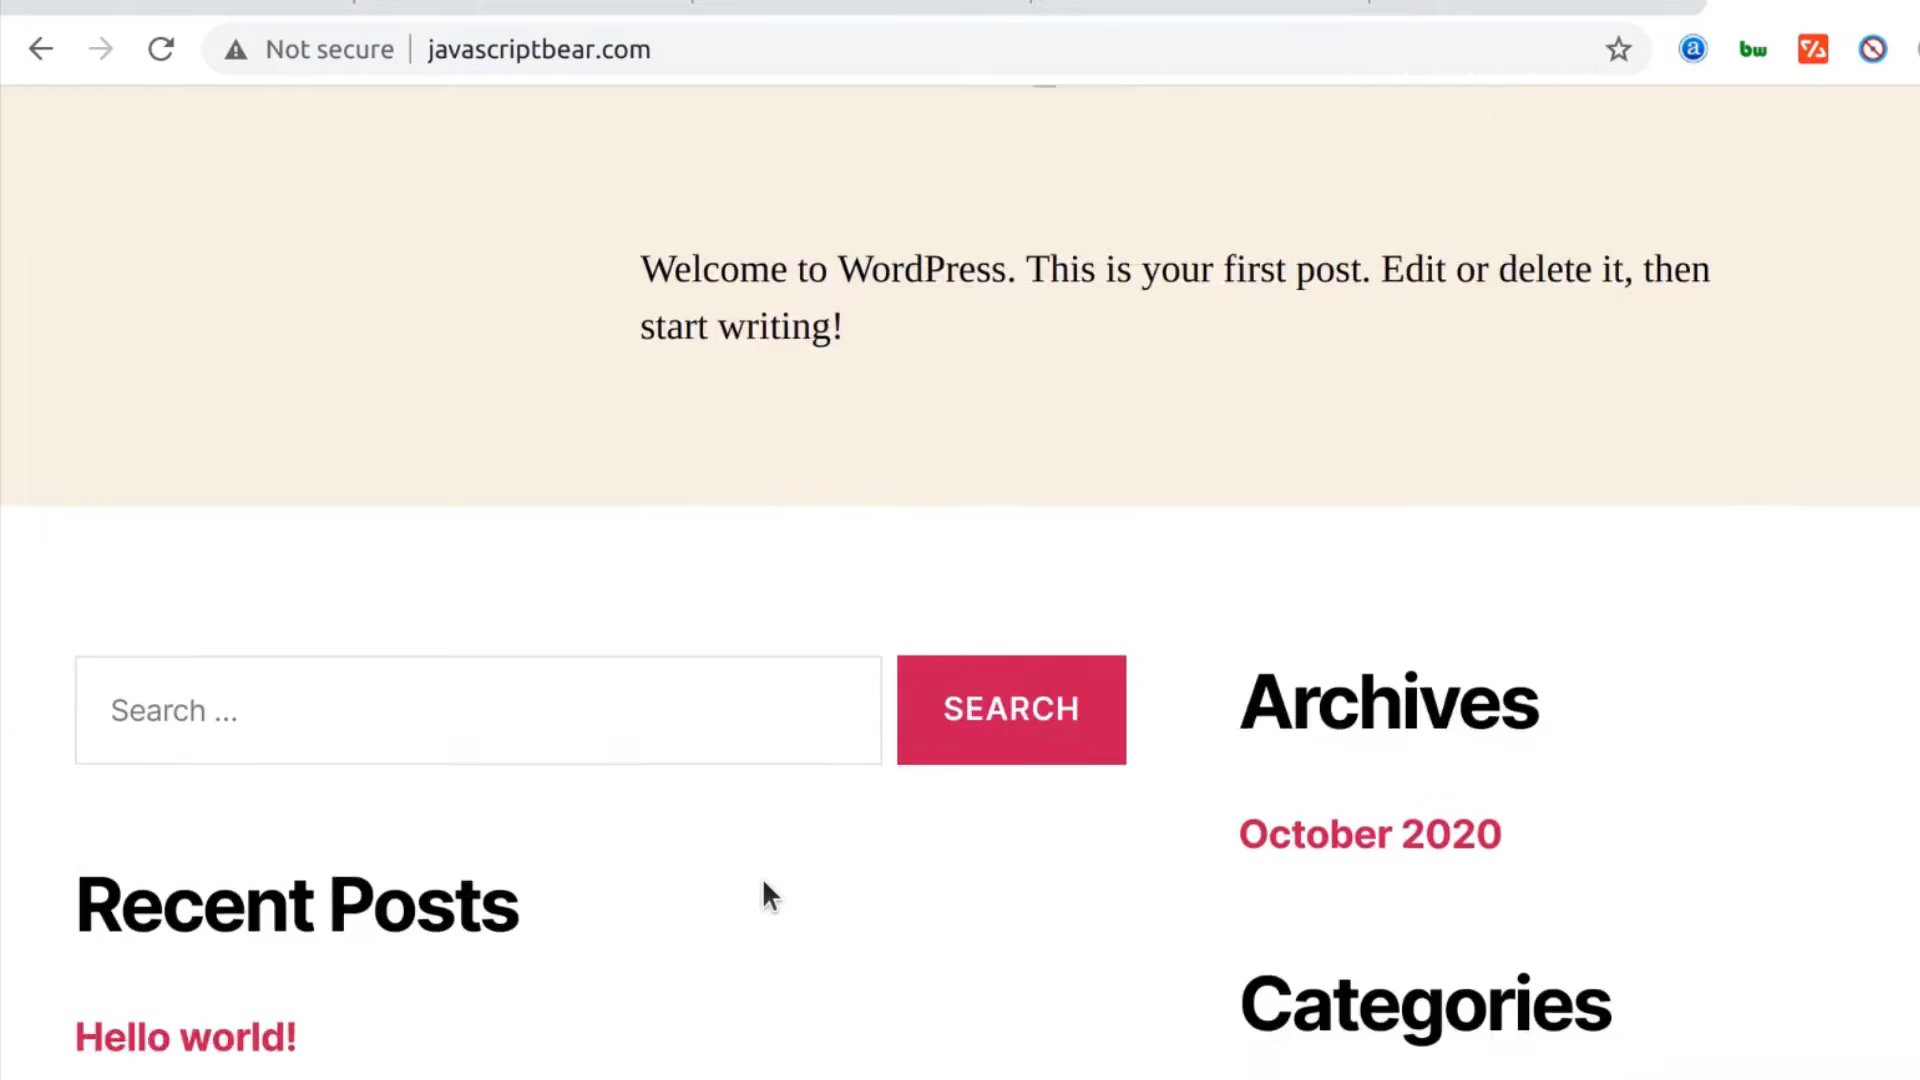 Not secure
javascriptbear.com
a
bw
Welcome to WordPress. This is your first post. Edit or delete it, then
start writing!
Search ...
SEARCH
Archives
October 2020
Recent Posts
Categories
Hello world!